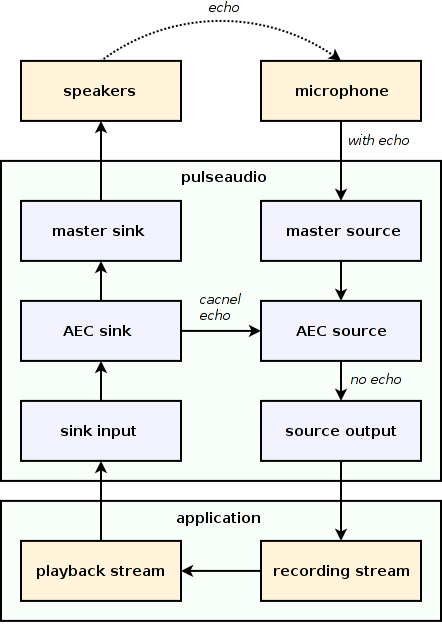 echo
speakers
microphone
with echo
pulseaudio
master sink
master source
cacnel
echo
AEC sink
AEC source
no echo
sink input
source output
application
playback stream
recording stream